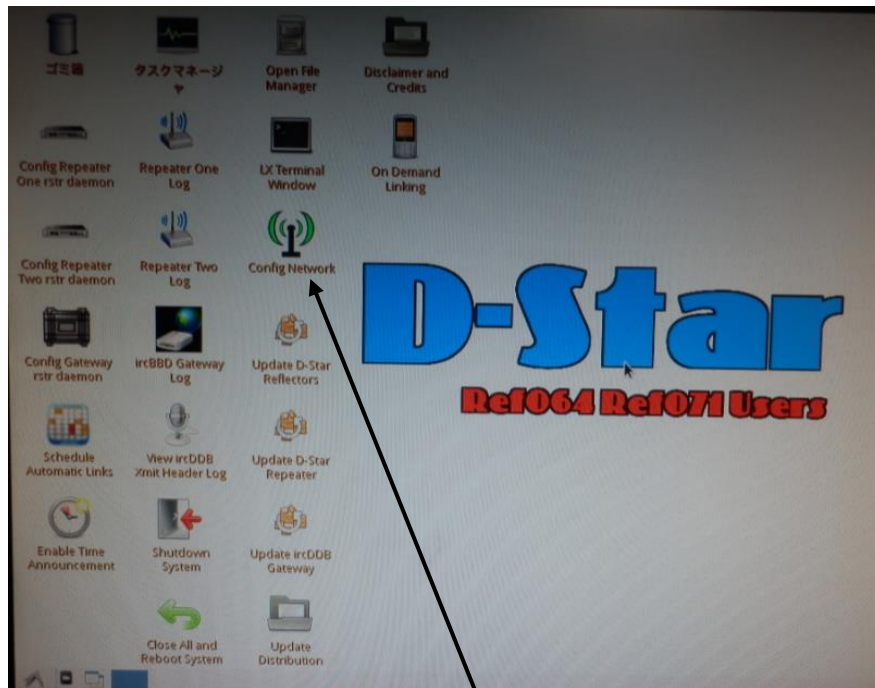 ゴミ箱
タスクマネージ
ャ
Open File
Manager
Disclaimer and
Credits
Config Repeater
One rstr daemon
Repeater One
Log
LX Terminal
Window
On Demand
Linking
Config Repeater
Two rstr daemon
Repeater Two
Log
Config Network
Config Gateway
rstr daemon
ircBBD Gateway
Log
Update D-Star
Reflectors
Schedule
Automatic Links
View ircDDB
Xmit Header Log
Update D-Star
Repeater
Enable Time
Announcement
Shutdown
System
Update ircDDB
Gateway
Close All and
Reboot System
Update
Distribution
D-Star
Ref064 Ref071 Users